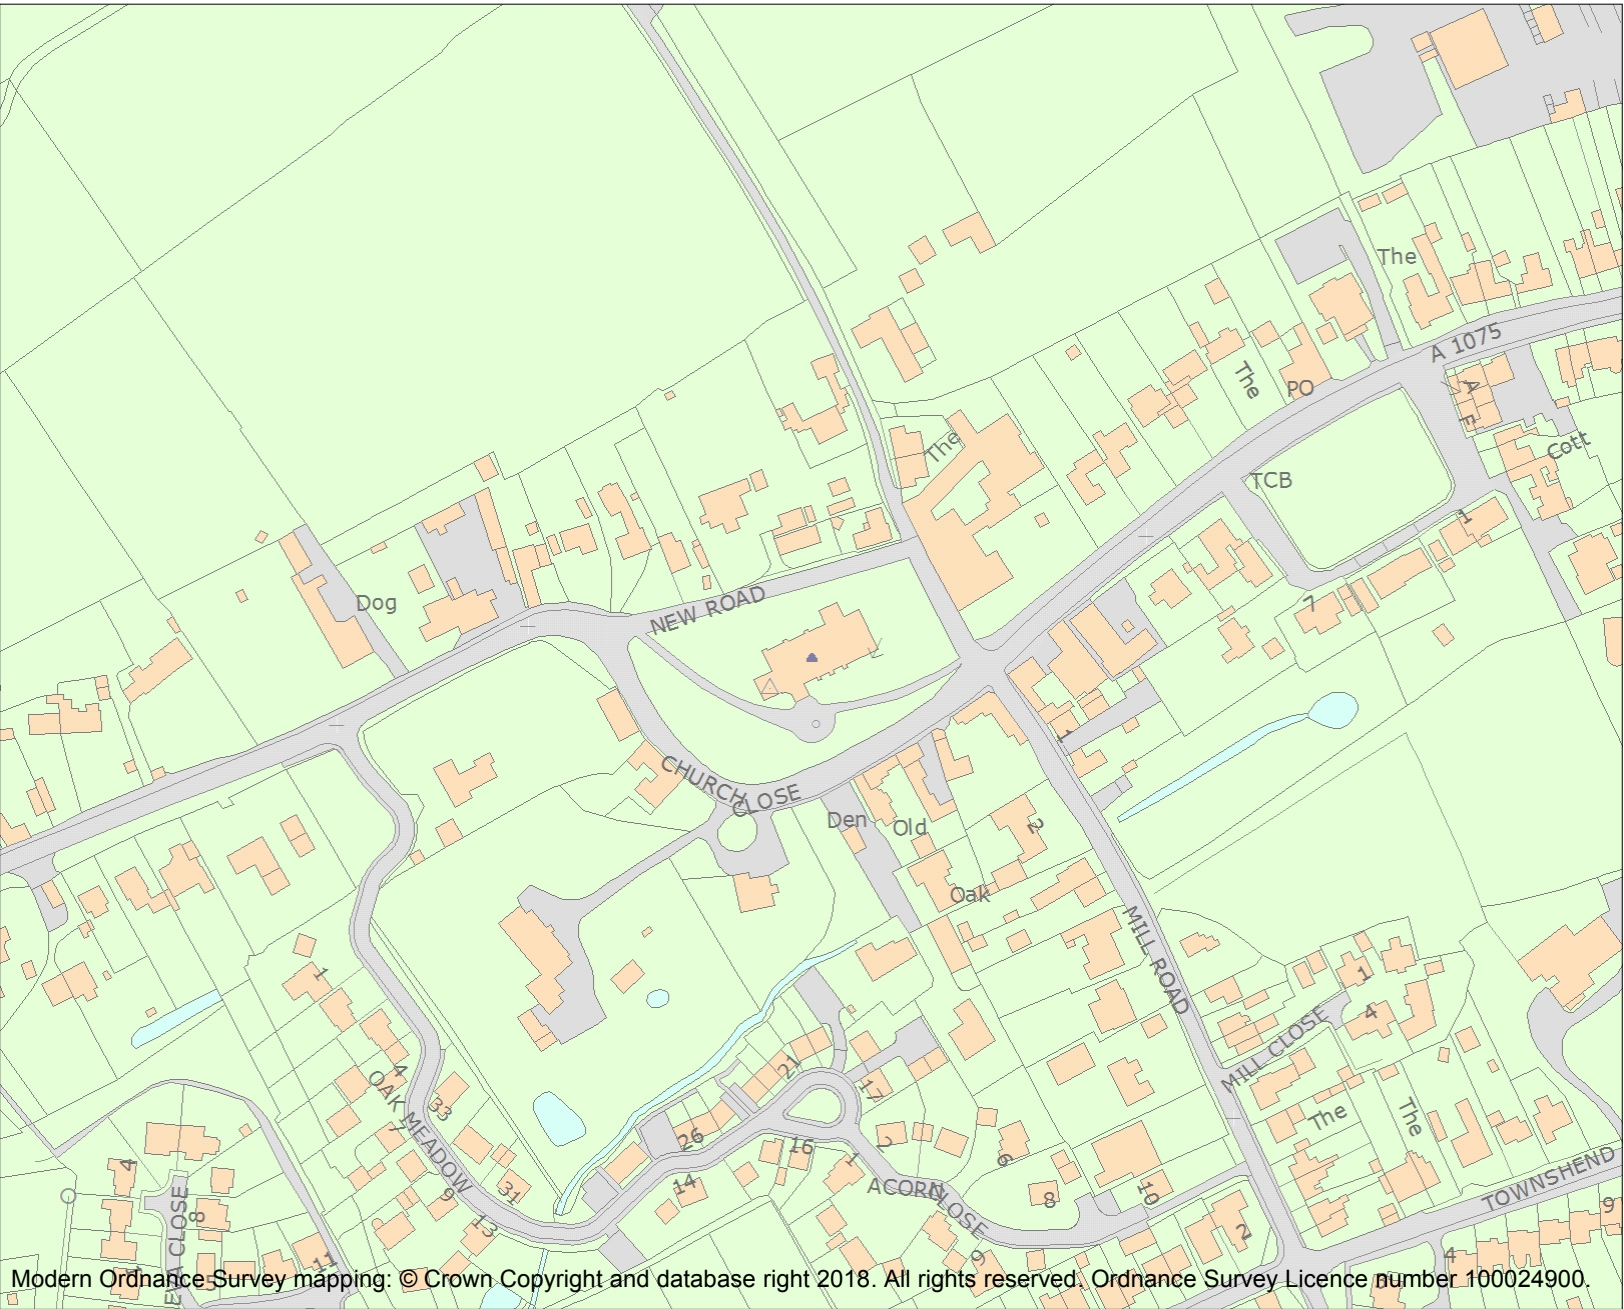 The
A 1075
The
PO
A
F
Cott
The
TCB
1
Dog
NEW ROAD
7
CHURCH
CLOSE
1
Den
Old
2
Oak
MILL ROAD
1
1
4
MILL CLOSE
21
4
OAK MEADOW
33
17
The
The
7
26
16
2
4
1
6
14
ACORN
CLOSE
31
9
8
10
TOWNSHEND
9
8
13
2
4
11
9
1
5
Modern Ordnance Survey mapping: © Crown Copyright and database right 2018. All rights reserved. Ordnance Survey Licence number 100024900.